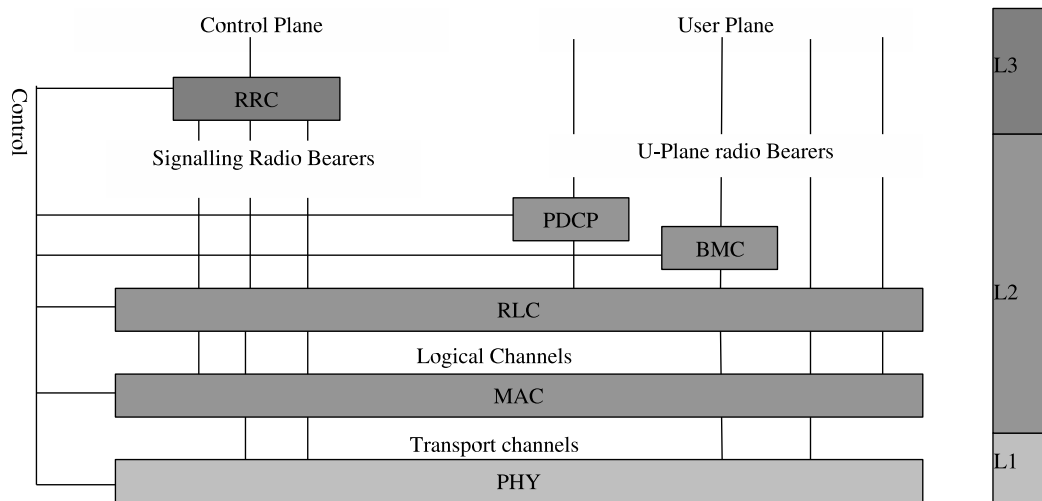 Control Plane
User Plane
L3
RRC
Control
Signalling Radio Bearers
U-Plane radio Bearers
PDCP
BMC
L2
RLC
Logical Channels
MAC
Transport channels
L1
PHY